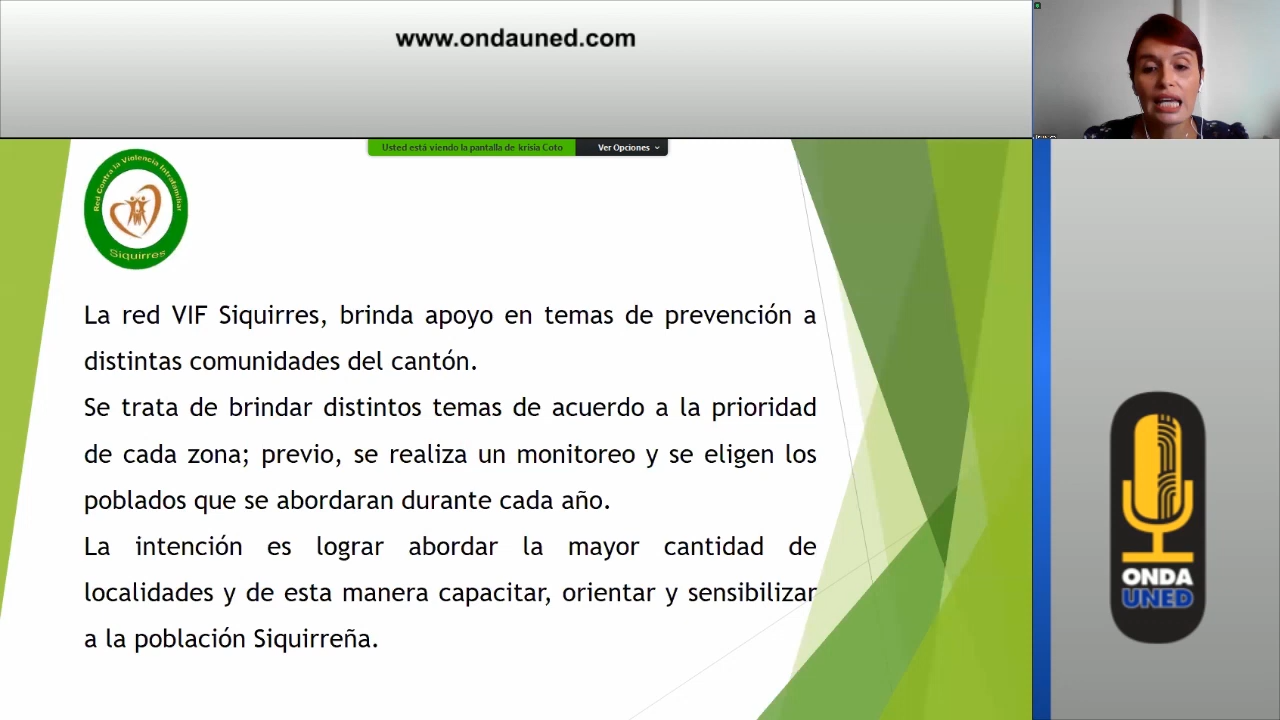 www.ondauned.com
Usted está viendo la pantalla de krisia Coto
Ver Opciones
Red Contra la Violencia Intrafamiliar
Siquirres
La red VIF Siquirres, brinda apoyo en temas de prevención a
distintas comunidades del cantón.
Se trata de brindar distintos temas de acuerdo a la prioridad
de cada zona; previo, se realiza un monitoreo y se eligen los
poblados que se abordaran durante cada año.
La intención es lograr abordar la mayor cantidad de
localidades y de esta manera capacitar, orientar y sensibilizar
a la población Siquirreña.
ONDA
UNED